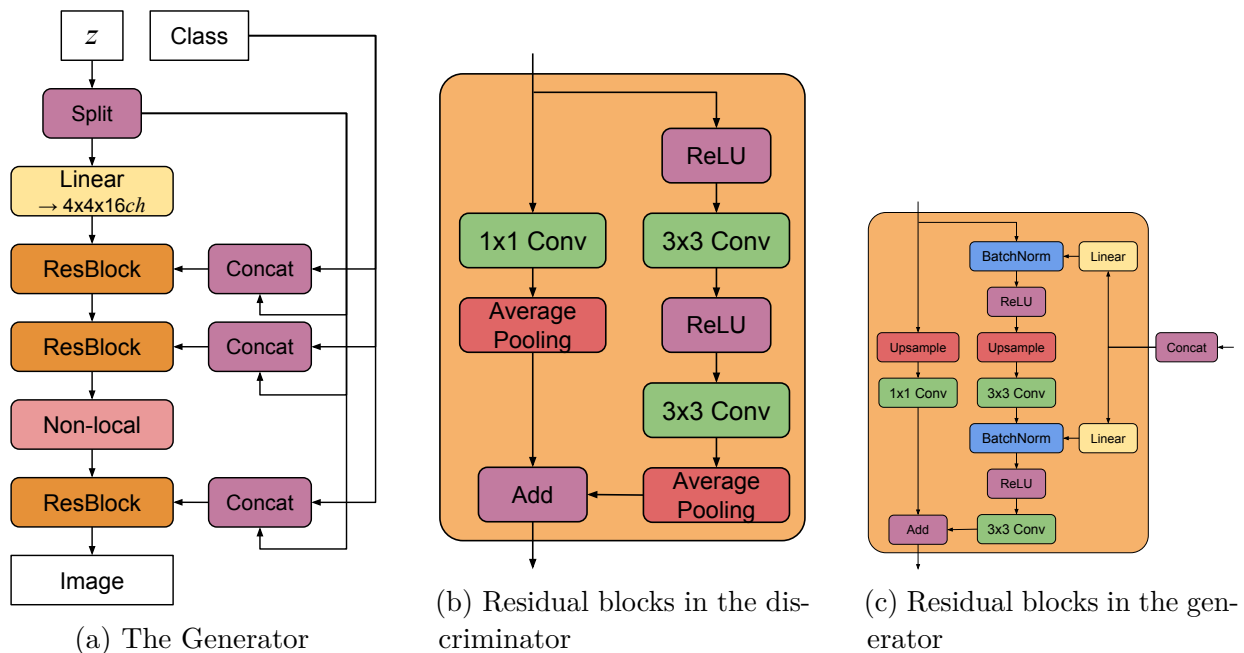 z
Class
Split
Linear
→ 4x4x16ch
ResBlock
Concat
ResBlock
Concat
Non-local
ResBlock
Concat
Image
(a) The Generator
ReLU
1x1 Conv
3x3 Conv
Average
Pooling
ReLU
3x3 Conv
Add
Average
Pooling
(b) Residual blocks in the dis-
criminator
BatchNorm
Linear
ReLU
Upsample
Upsample
Concat
1x1 Conv
3x3 Conv
BatchNorm
Linear
ReLU
Add
3x3 Conv
(c) Residual blocks in the gen-
erator